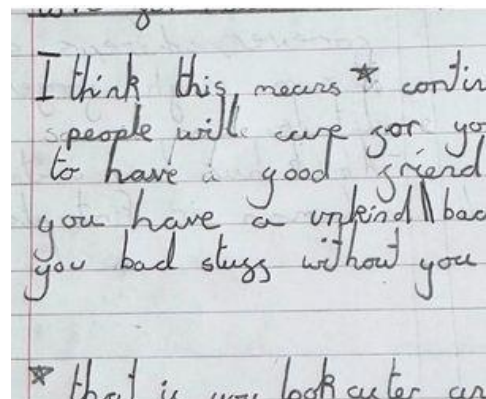 I think this means * contin
people will care for yo
to have a good friend
you have a unkind \\ bad
you bad stuff without you
* that if you look after an